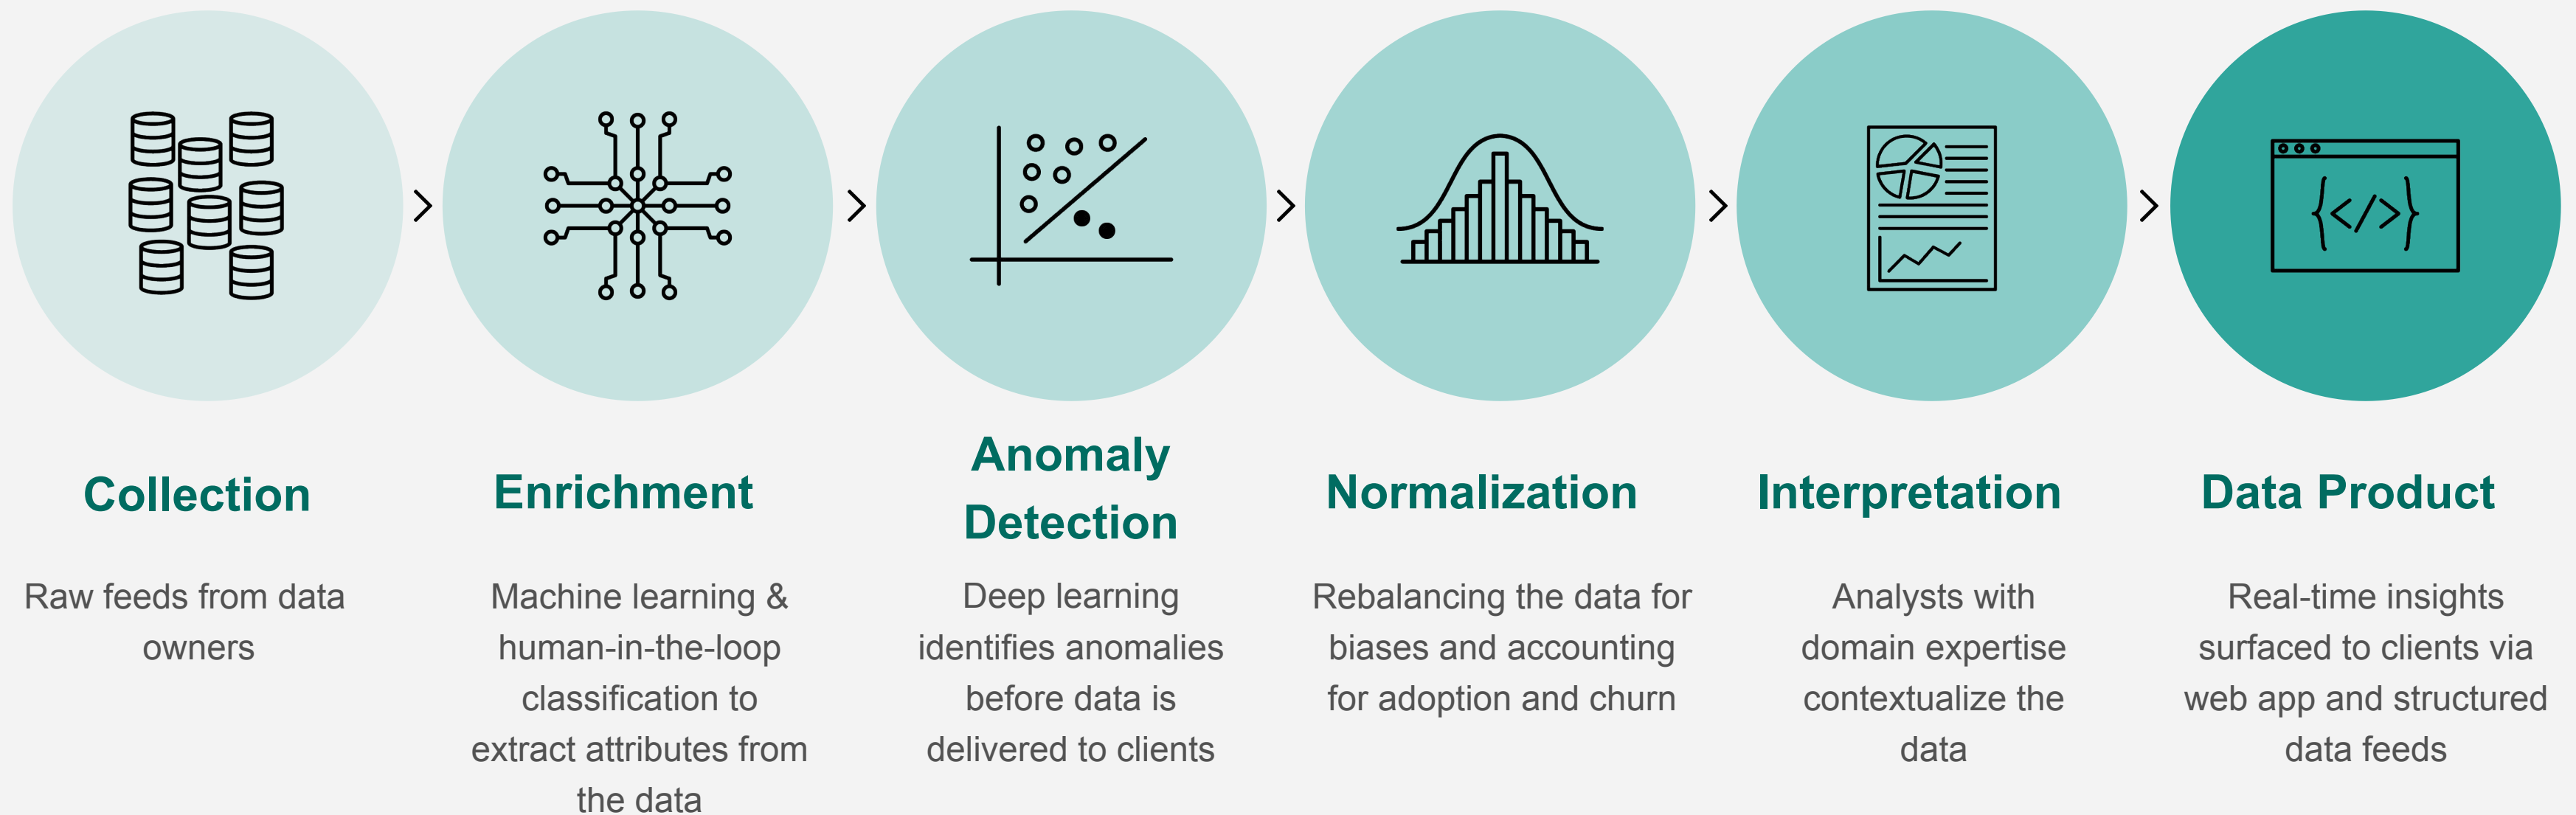 Collection
Raw feeds from data
owners
Enrichment
Machine learning &
human-in-the-loop
classification to
extract attributes from
the data
Anomaly
Detection
Deep learning
identifies anomalies
before data is
delivered to clients
Normalization
Rebalancing the data for
biases and accounting
for adoption and churn
Interpretation
Analysts with
domain expertise
contextualize the
data
{</>}
Data Product
Real-time insights
surfaced to clients via
web app and structured
data feeds